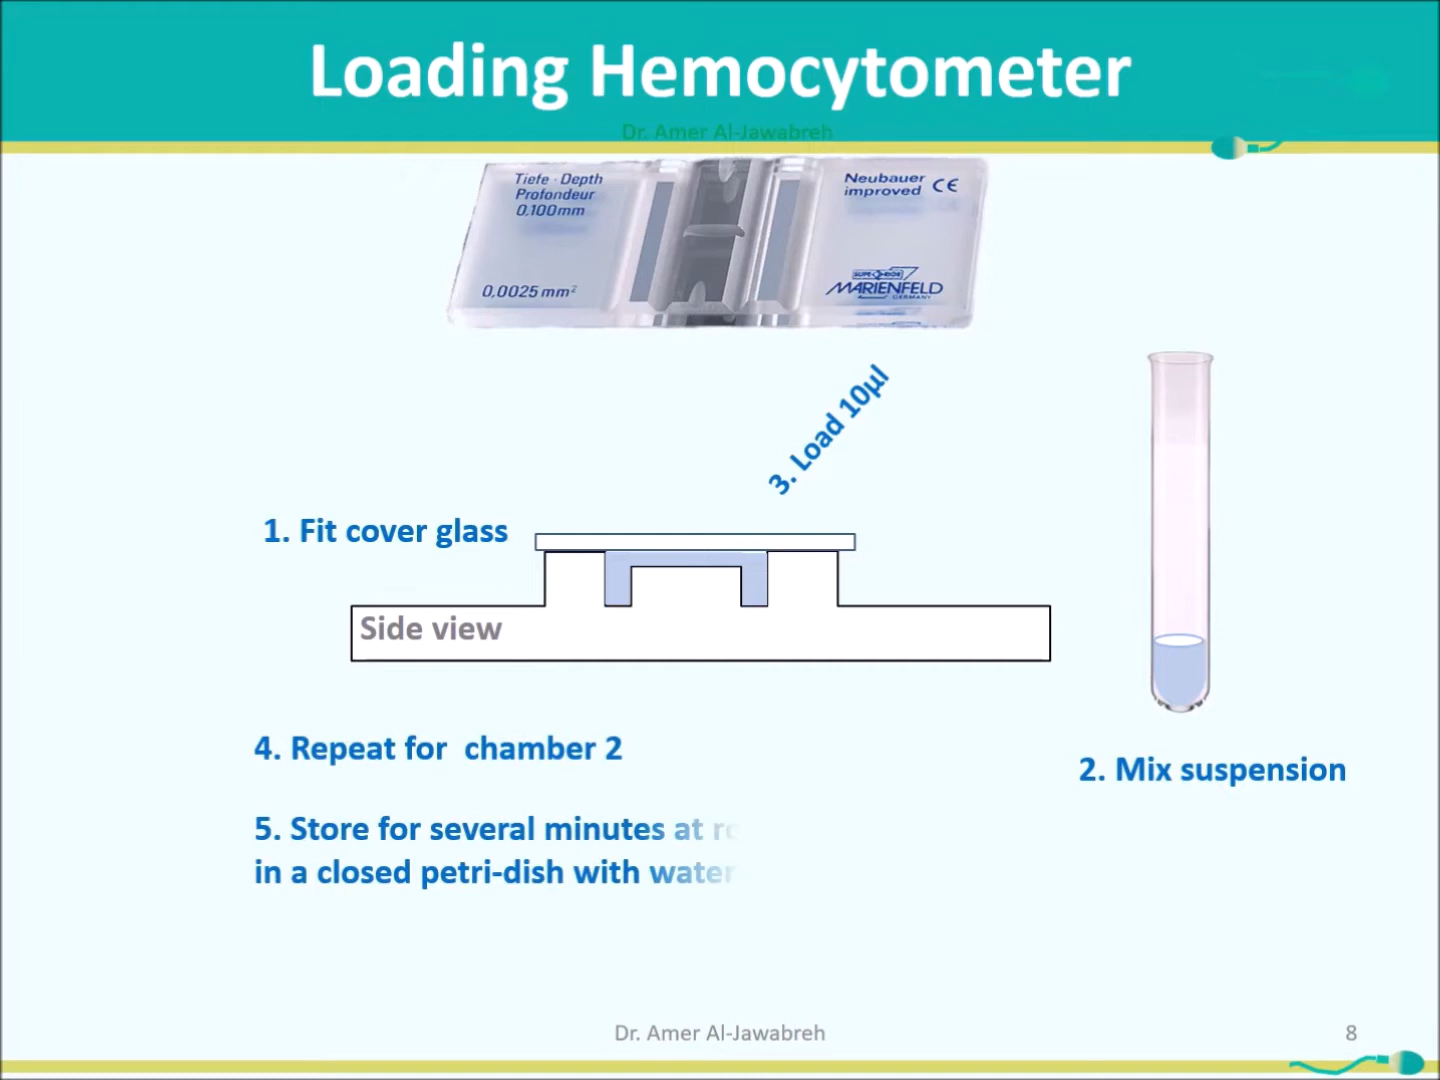 Loading Hemocytometer
Dr. Amer Al-Jawabreh
Tiefe · Depth
Profondeur
0,100mm
0,0025 mm²
Neubauer
improved CE
MARIENFELD
GERMANY
3. Load 10µl
1. Fit cover glass
Side view
4. Repeat for chamber 2
2. Mix suspension
5. Store for several minutes at
in a closed petri-dish with water
Dr. Amer Al-Jawabreh
8